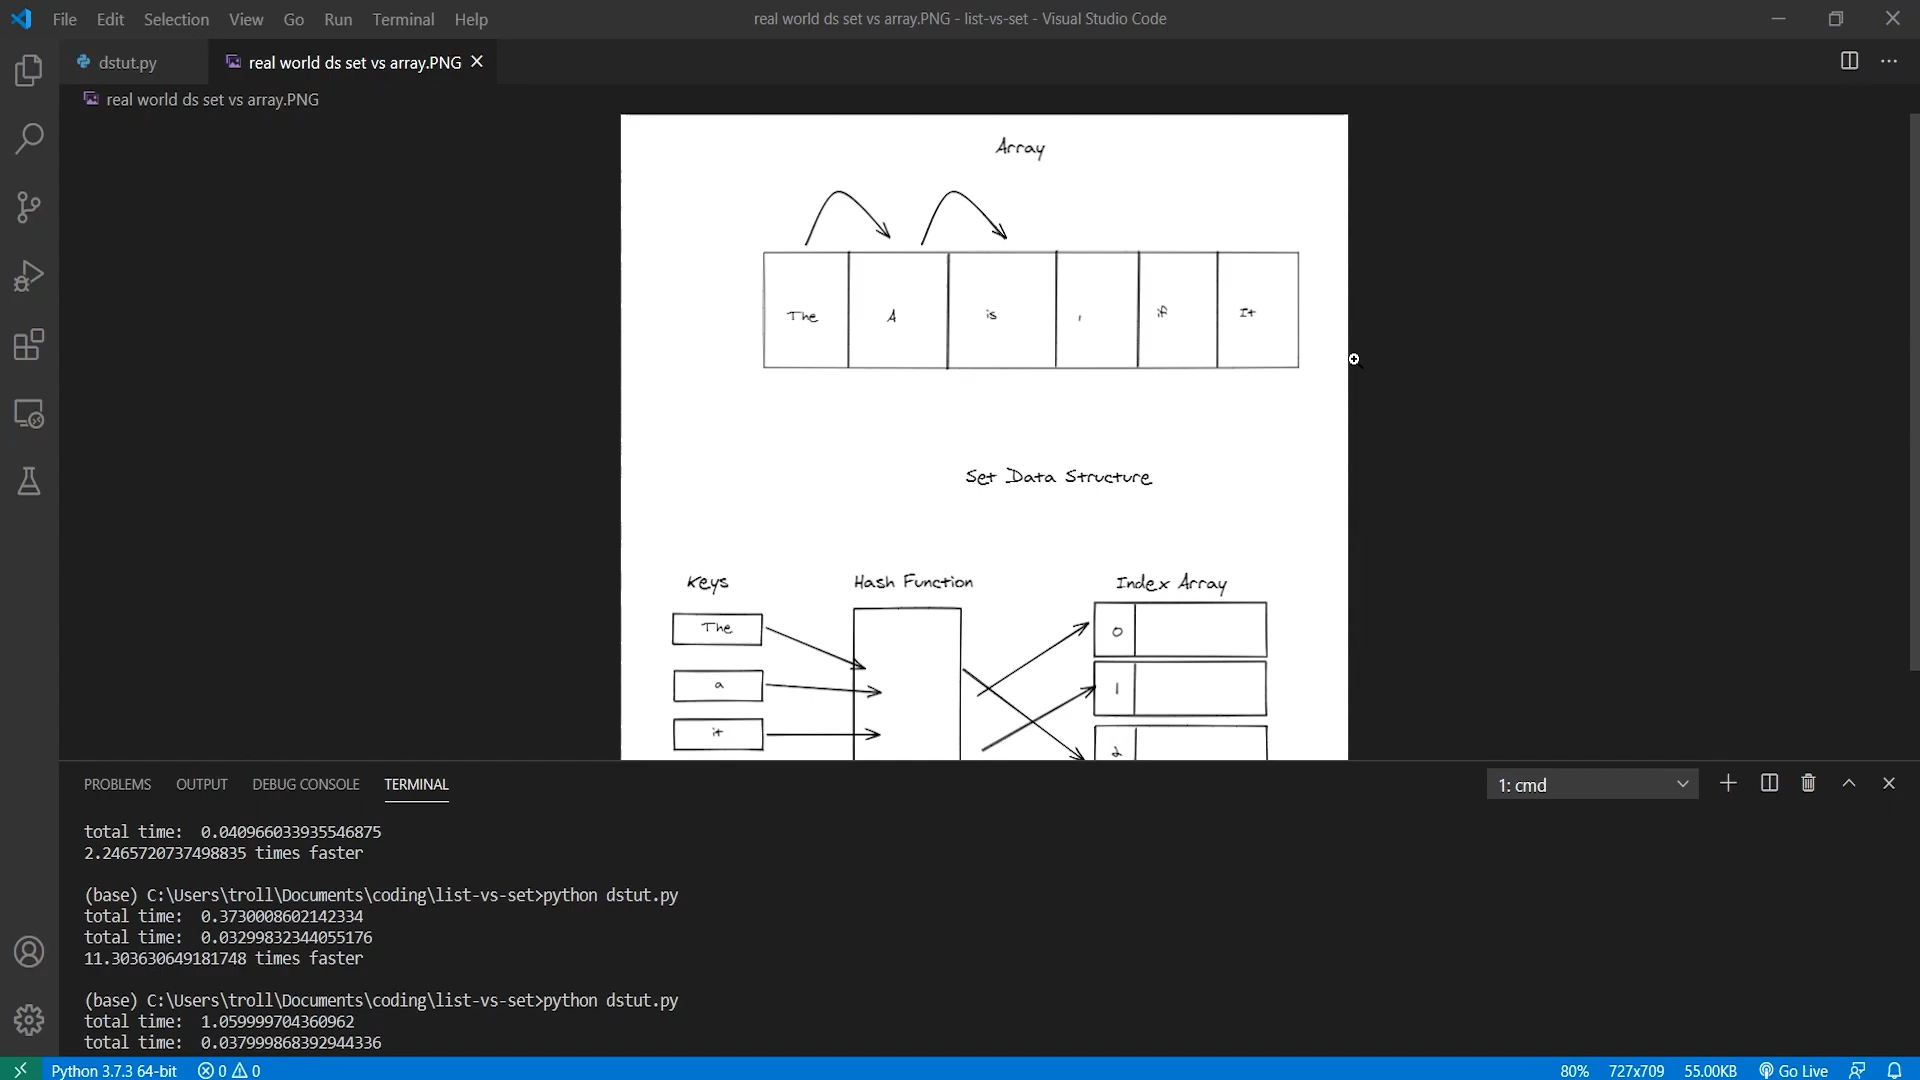 File Edit Selection View Go Run Terminal Help
real world ds set vs array.PNG - list-vs-set - Visual Studio Code
dstut.py
real world ds set vs array.PNG
real world ds set vs array.PNG
Array
The A is , if It
Set Data Structure
Keys Hash Function Index Array
The
0
a
1
it
2
PROBLEMS OUTPUT DEBUG CONSOLE TERMINAL
1: cmd
total time:  0.040966033935546875
2.2465720737498835 times faster
(base) C:\Users\troll\Documents\coding\list-vs-set>python dstut.py
total time:  0.3730008602142334
total time:  0.03299832344055176
11.303630649181748 times faster
(base) C:\Users\troll\Documents\coding\list-vs-set>python dstut.py
total time:  1.059999704360962
total time:  0.037999868392944336
Python 3.7.3 64-bit 0 0 80% 727x709 55.00KB Go Live